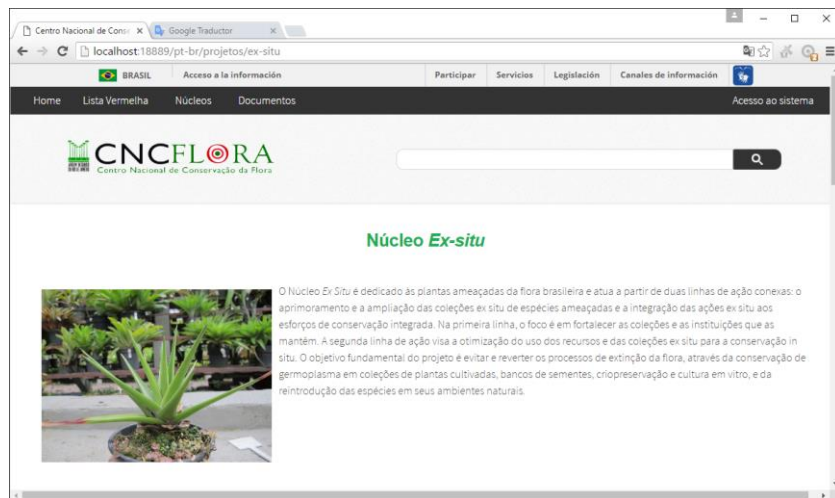 Centro Nacional de Conse
Google Traductor
localhost:18889/pt-br/projetos/ex-situ
BRASIL Acceso a la información Participar Servicios Legislación Canales de información
Home Lista Vermelha Núcleos Documentos Acesso ao sistema
CNCFLORA
Centro Nacional de Conservação da Flora
Núcleo Ex-situ
O Núcleo Ex Situ é dedicado às plantas ameaçadas da flora brasileira e atua a partir de duas linhas de ação conexas: o
aprimoramento e a ampliação das coleções ex situ de espécies ameaçadas e a integração das ações ex situ aos
esforços de conservação integrada. Na primeira linha, o foco é em fortalecer as coleções e as instituições que as
mantêm. A segunda linha de ação visa a otimização do uso dos recursos e das coleções ex situ para a conservação in
situ. O objetivo fundamental do projeto é evitar e reverter os processos de extinção da flora, através da conservação de
germoplasma em coleções de plantas cultivadas, bancos de sementes, criopreservação e cultura em vitro, e da
reintrodução das espécies em seus ambientes naturais.